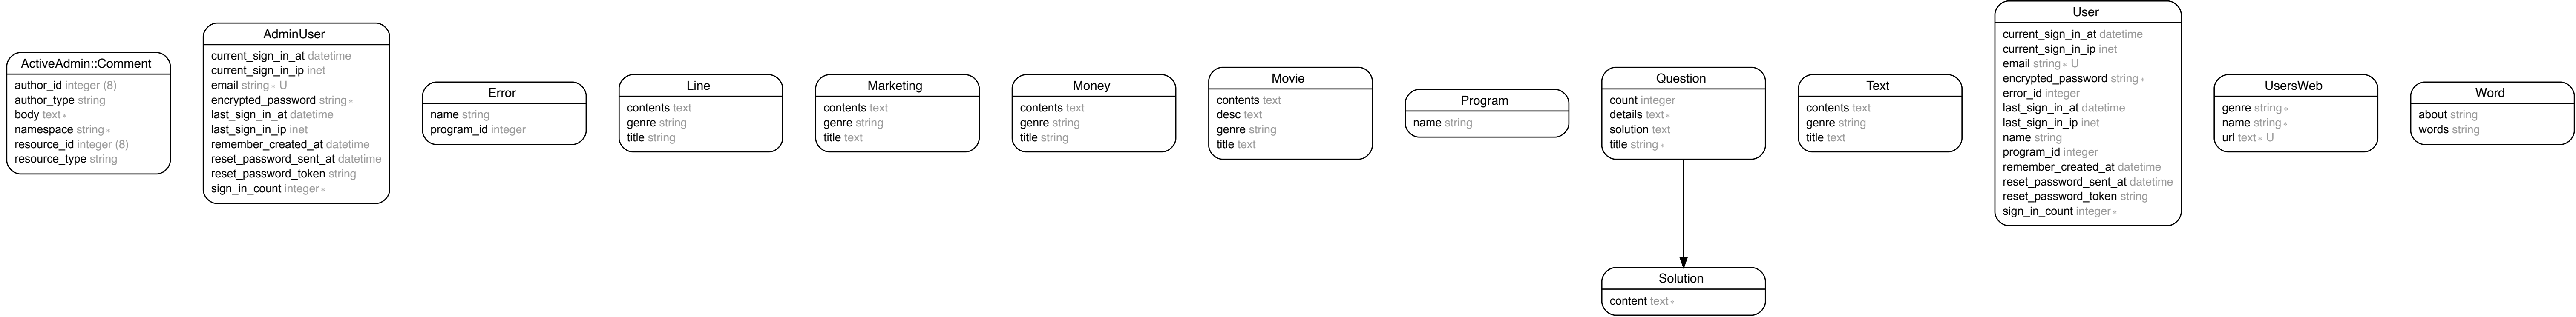 ActiveAdmin::Comment
author_id integer (8)
author_type string
body text *
namespace string *
resource_id integer (8)
resource_type string
AdminUser
current_sign_in_at datetime
current_sign_in_ip inet
email string * U
encrypted_password string *
last_sign_in_at datetime
last_sign_in_ip inet
remember_created_at datetime
reset_password_sent_at datetime
reset_password_token string
sign_in_count integer *
Error
name string
program_id integer
Line
contents text
genre string
title string
Marketing
contents text
genre string
title text
Money
contents text
genre string
title string
Movie
contents text
desc text
genre string
title text
Program
name string
Question
count integer
details text *
solution text
title string *
Solution
content text *
Text
contents text
genre string
title text
User
current_sign_in_at datetime
current_sign_in_ip inet
email string * U
encrypted_password string *
error_id integer
last_sign_in_at datetime
last_sign_in_ip inet
name string
program_id integer
remember_created_at datetime
reset_password_sent_at datetime
reset_password_token string
sign_in_count integer *
UsersWeb
genre string *
name string *
url text * U
Word
about string
words string